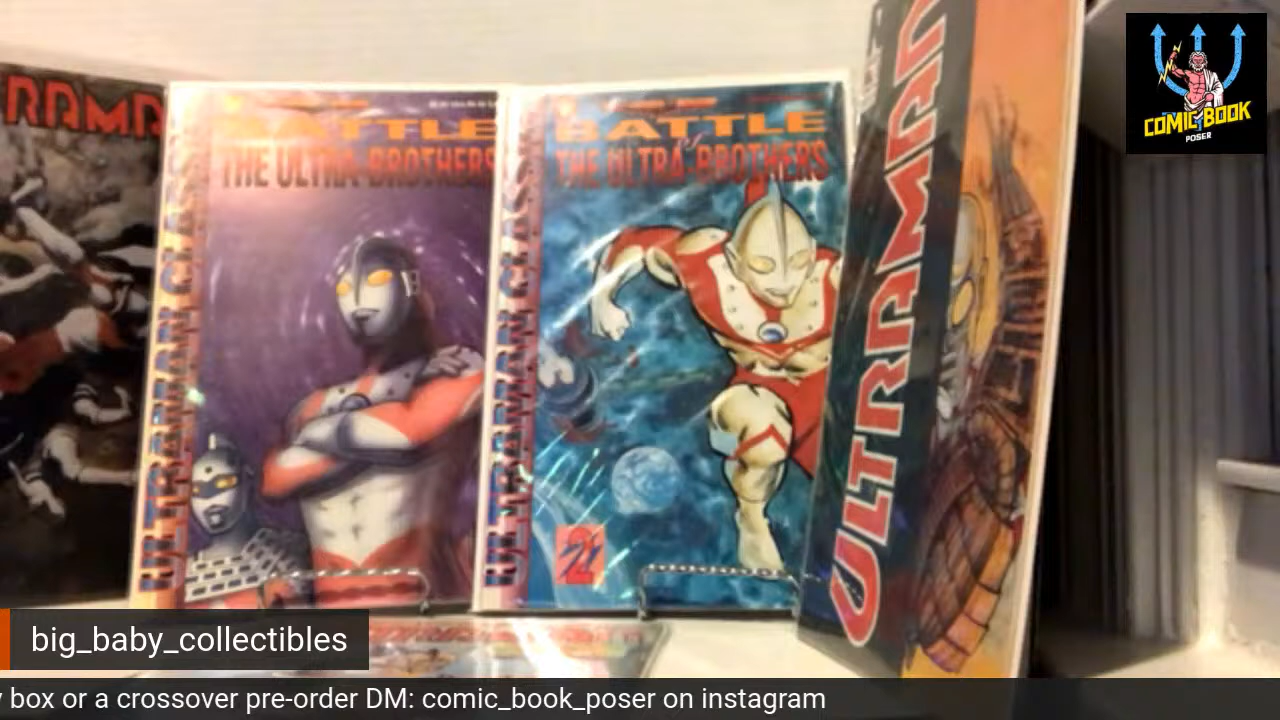 RAMA
ULTRAMAN CLASSIC
BATTLE
THE ULTRA-BROTHERS
ULTRAMAN CLASSIC
BATTLE
of
THE ULTRA-BROTHERS
2
ULTRAMAN
COMIC BOOK
POSER
big_baby_collectibles
box or a crossover pre-order DM: comic_book_poser on instagram